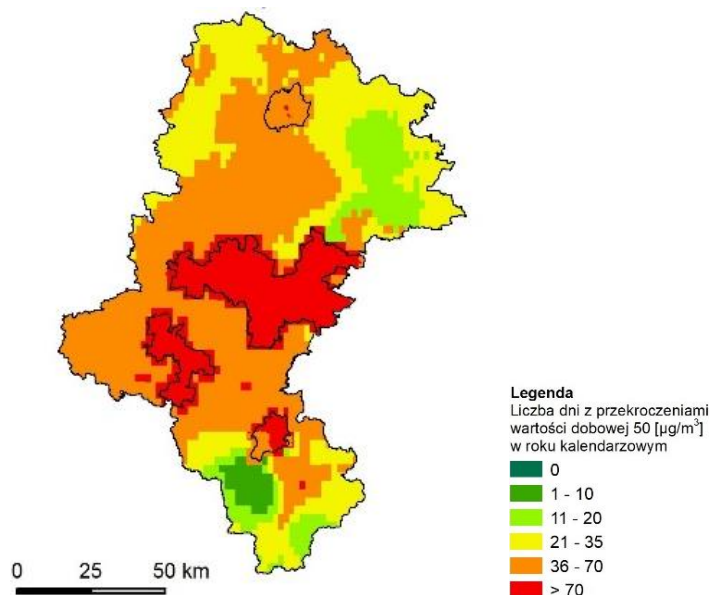 Legenda
Liczba dni z przekroczeniami
wartości dobowej 50 [µg/m³]
w roku kalendarzowym
0
1 - 10
11 - 20
21 - 35
36 - 70
> 70
0 25 50 km